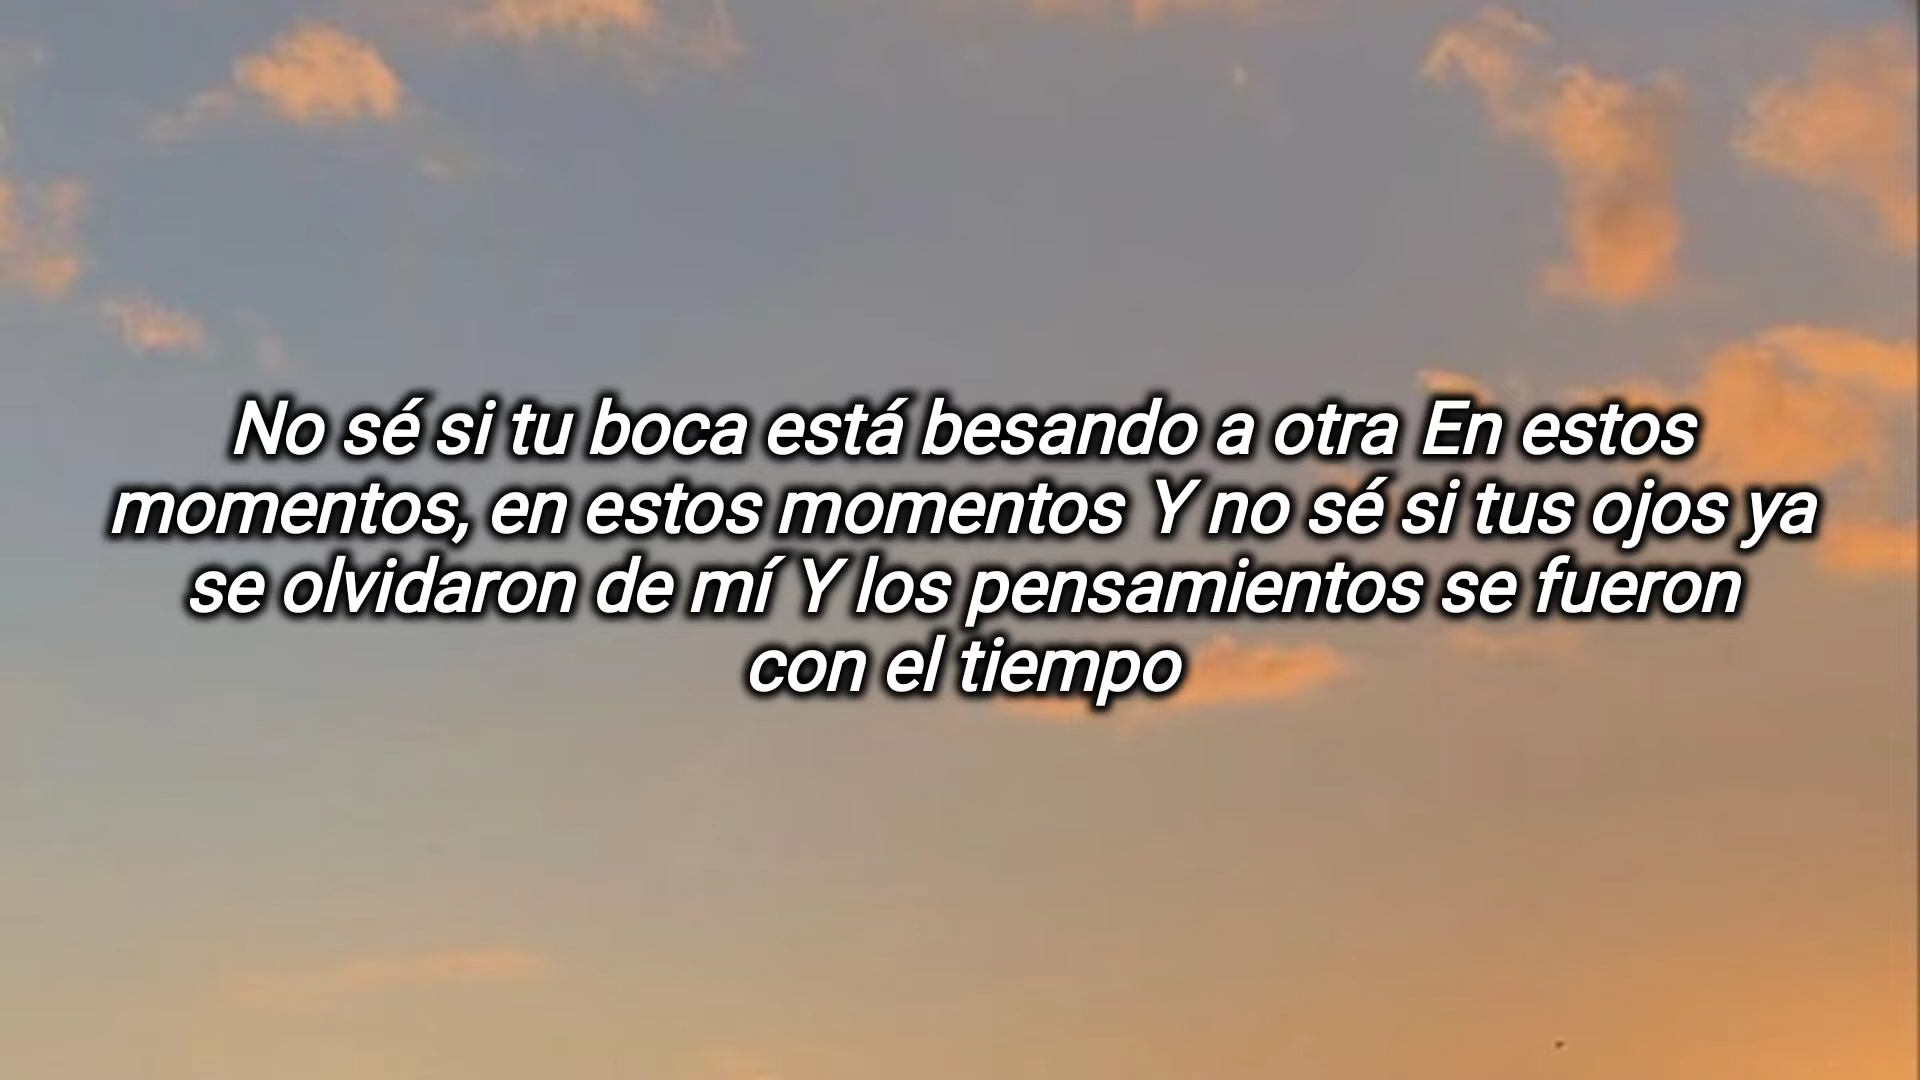 No sé si tu boca está besando a otra En estos
momentos, en estos momentos Y no sé si tus ojos ya
se olvidaron de mí Y los pensamientos se fueron
con el tiempo